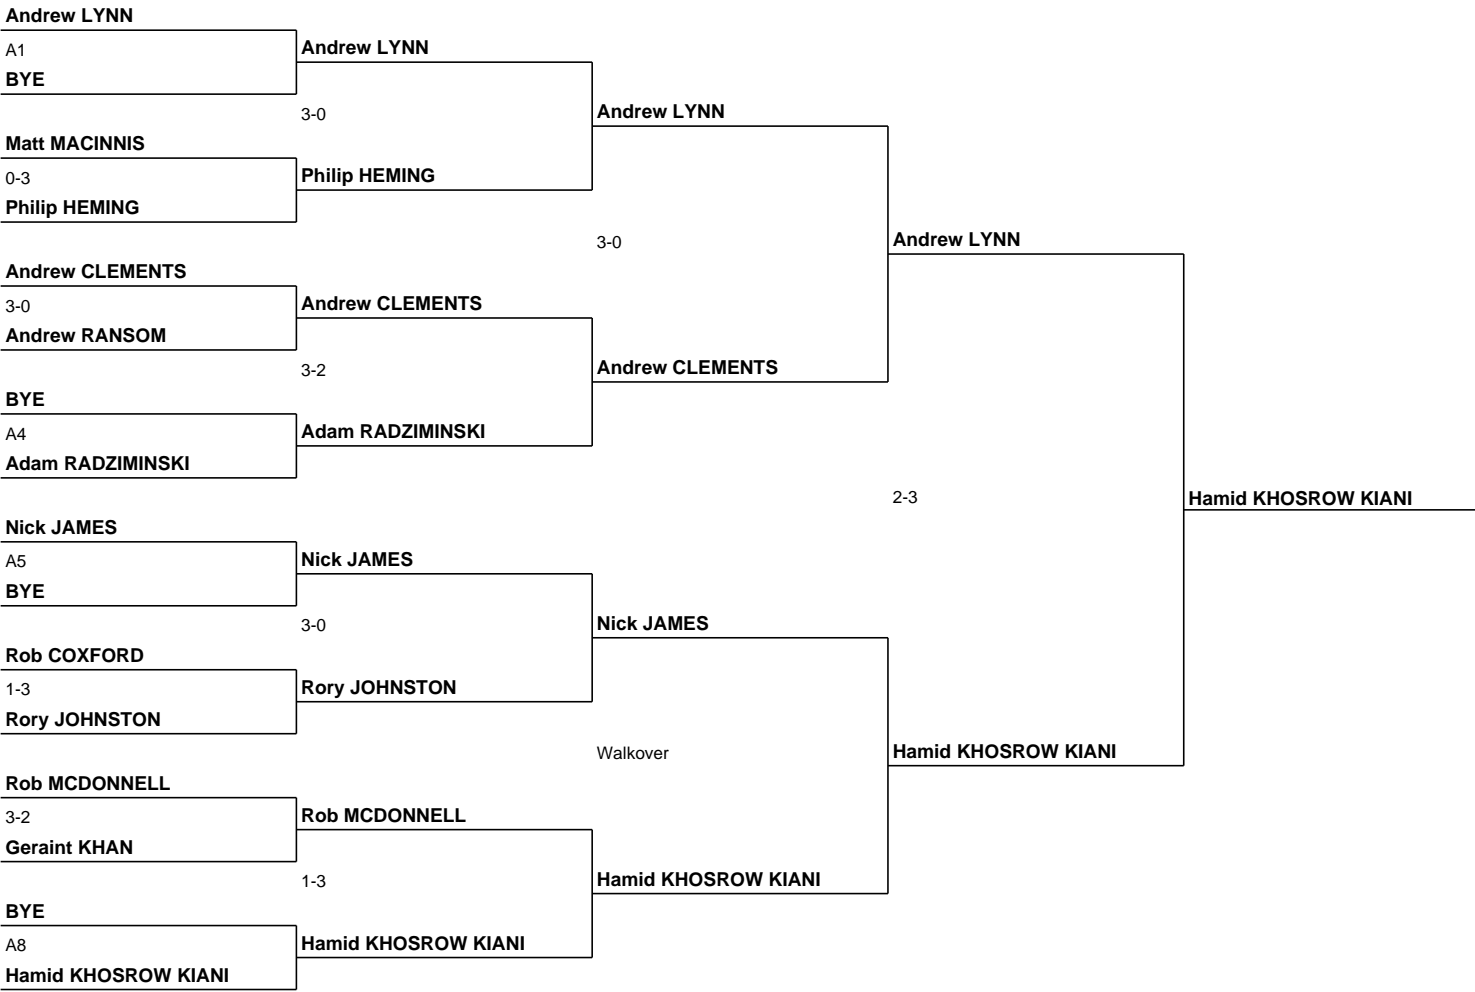 Andrew LYNN
A1
BYE
Andrew LYNN
3-0
Matt MACINNIS
0-3
Philip HEMING
Philip HEMING
Andrew LYNN
3-0
Andrew CLEMENTS
3-0
Andrew RANSOM
Andrew CLEMENTS
3-2
BYE
A4
Adam RADZIMINSKI
Adam RADZIMINSKI
Andrew CLEMENTS
Andrew LYNN
2-3
Nick JAMES
A5
BYE
Nick JAMES
3-0
Rob COXFORD
1-3
Rory JOHNSTON
Rory JOHNSTON
Nick JAMES
Walkover
Rob MCDONNELL
3-2
Geraint KHAN
Rob MCDONNELL
1-3
BYE
A8
Hamid KHOSROW KIANI
Hamid KHOSROW KIANI
Hamid KHOSROW KIANI
Hamid KHOSROW KIANI
Hamid KHOSROW KIANI